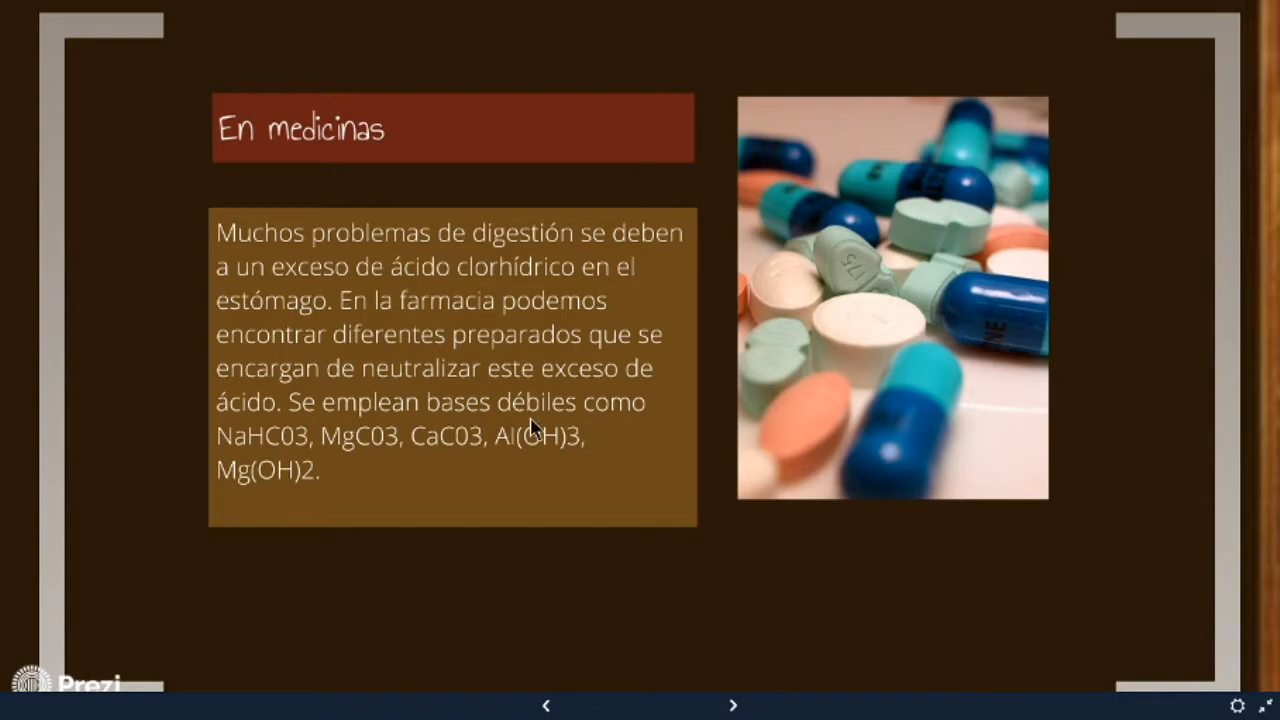 En medicinas
Muchos problemas de digestión se deben
a un exceso de ácido clorhídrico en el
estómago. En la farmacia podemos
encontrar diferentes preparados que se
encargan de neutralizar este exceso de
ácido. Se emplean bases débiles como
NaHC03, MgC03, CaC03, Al(OH)3,
Mg(OH)2.
175
Prezi